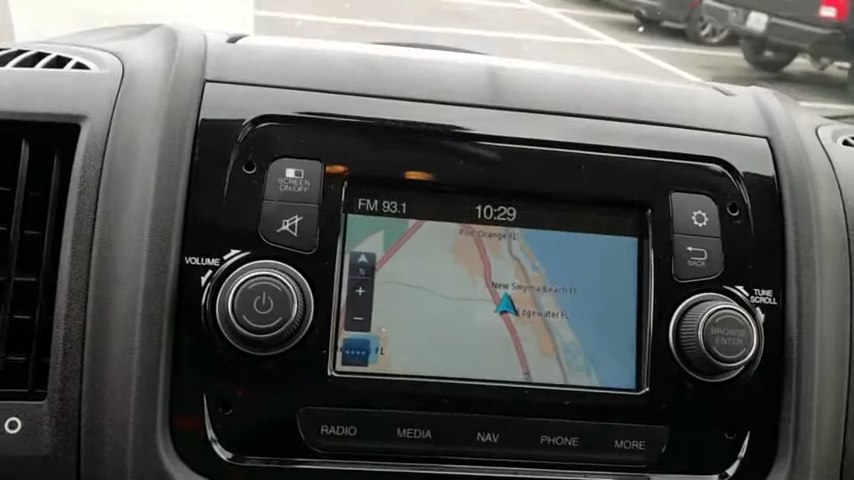 SCREEN
ON/OFF
FM 93.1
10:29
Port Orange FL
BACK
VOLUME
N
New Smyrna Beach FL
TUNE
SCROLL
+
Edgewater FL
−
BROWSE
ENTER
FL
RADIO
MEDIA
NAV
PHONE
MORE